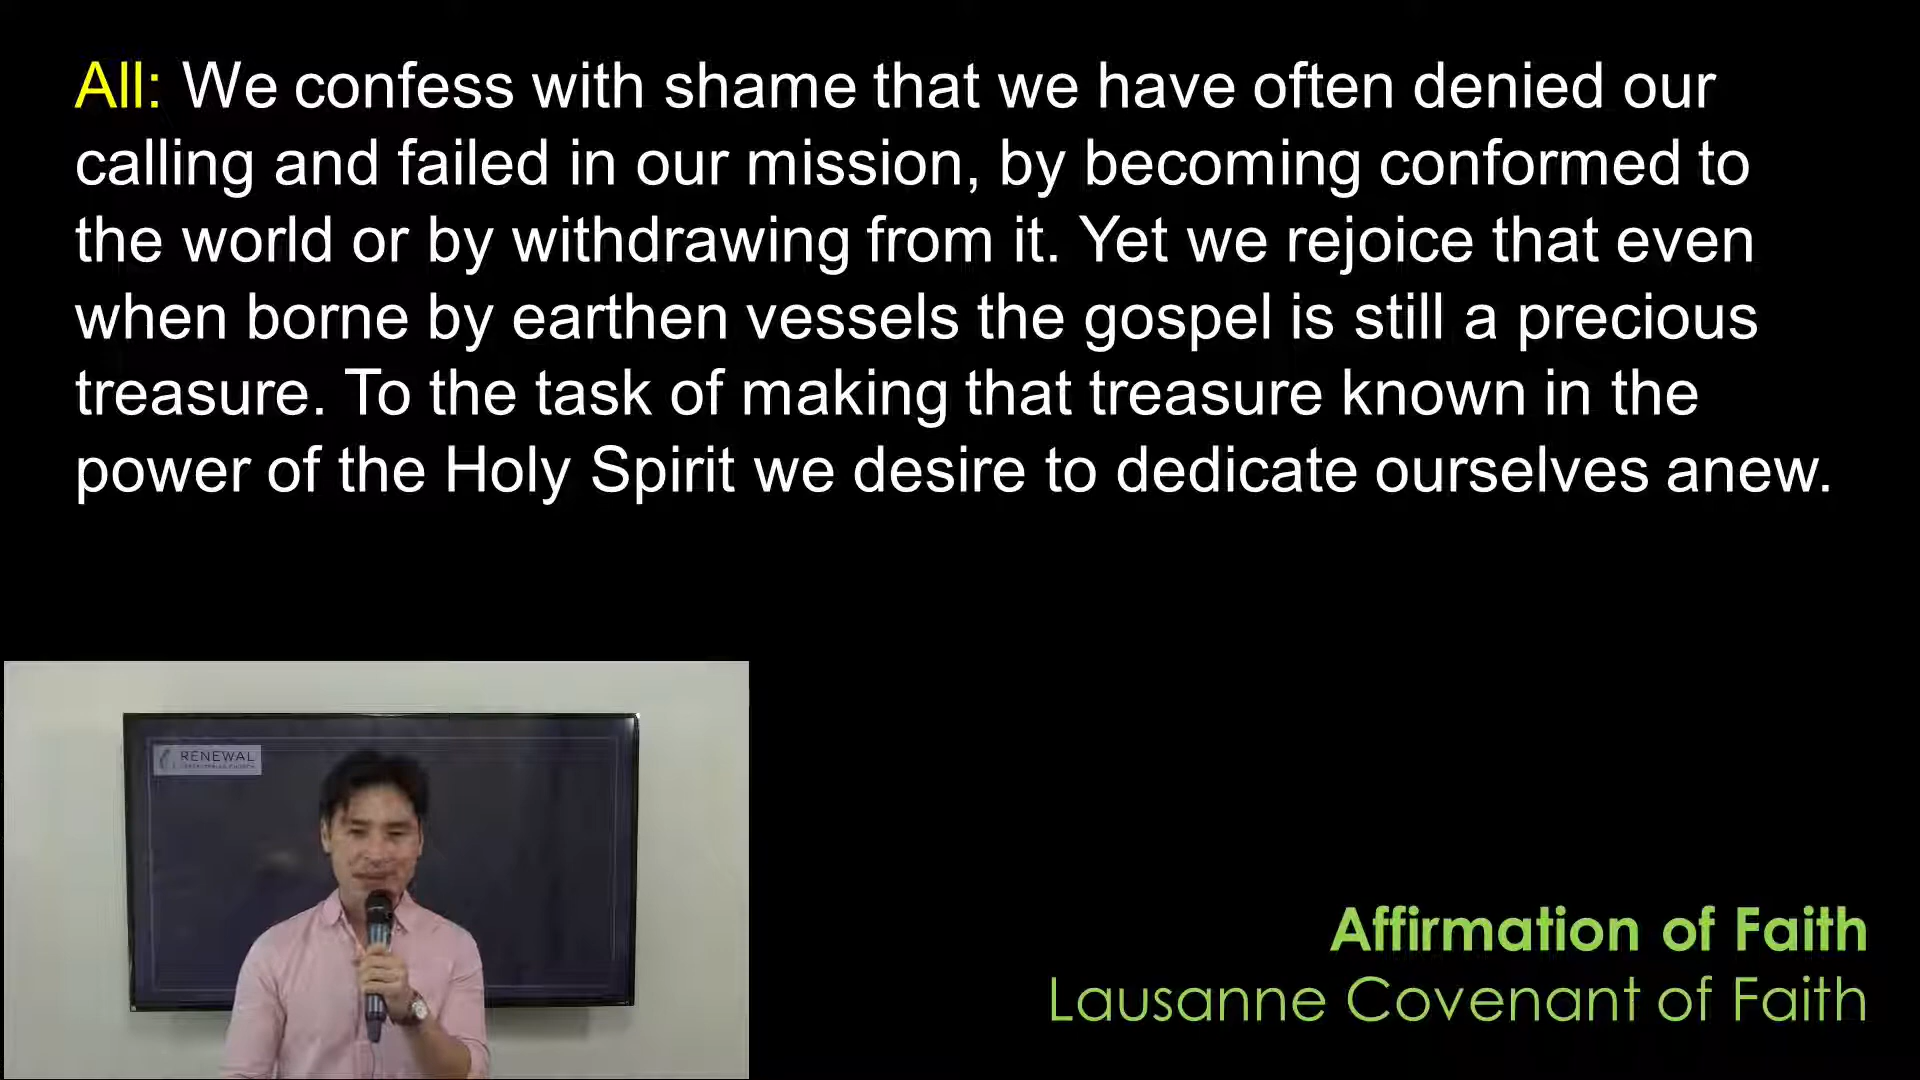 All: We confess with shame that we have often denied our
calling and failed in our mission, by becoming conformed to
the world or by withdrawing from it. Yet we rejoice that even
when borne by earthen vessels the gospel is still a precious
treasure. To the task of making that treasure known in the
power of the Holy Spirit we desire to dedicate ourselves anew.
RENEWAL
PRESBYTERIAN CHURCH
Affirmation of Faith
Lausanne Covenant of Faith